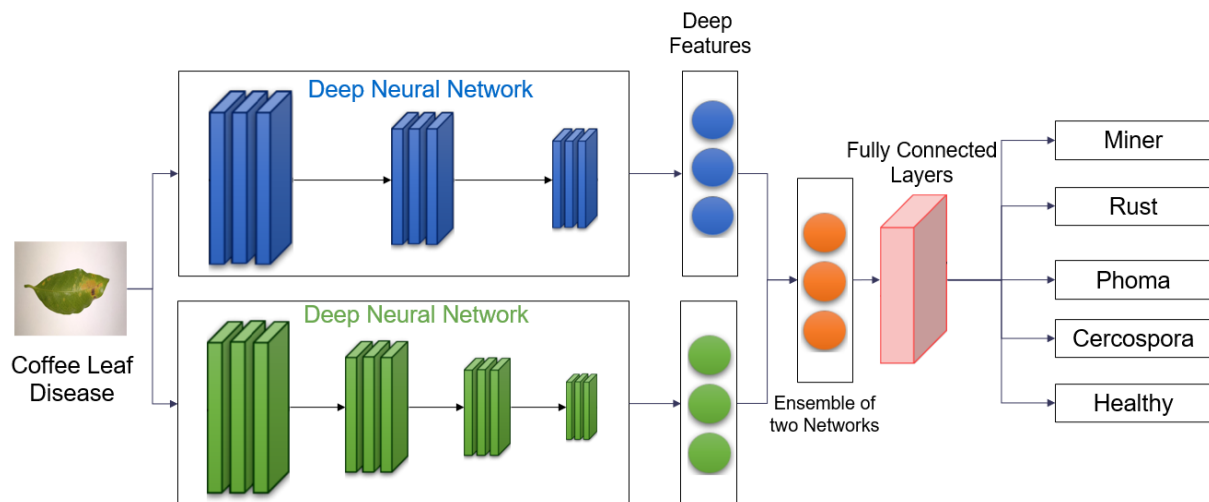 Deep
Features
Deep Neural Network
Fully Connected
Layers
Miner
Rust
Phoma
Cercospora
Healthy
Coffee Leaf
Disease
Deep Neural Network
Ensemble of
two Networks